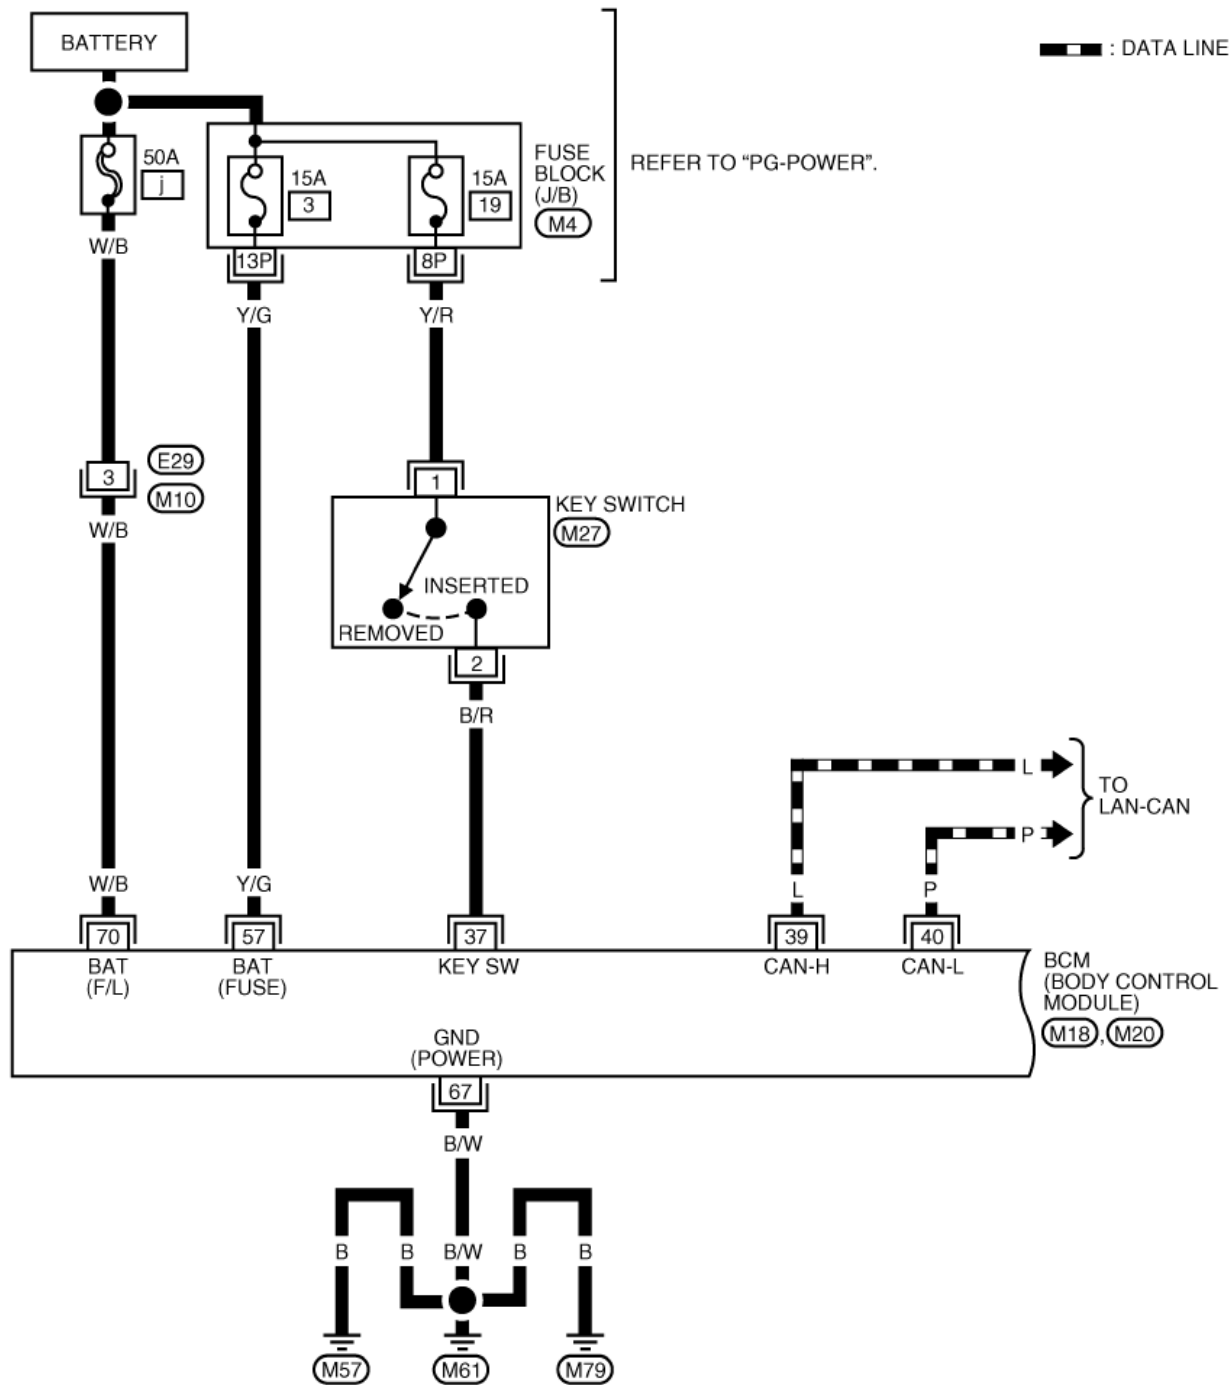 BATTERY
: DATA LINE
50A
j
15A
3
15A
19
FUSE
BLOCK
(J/B)
M4
REFER TO “PG-POWER”.
W/B
13P
8P
Y/G
Y/R
3
E29
M10
W/B
1
KEY SWITCH
M27
INSERTED
REMOVED
2
B/R
L
P
TO
LAN-CAN
W/B
Y/G
L
P
70
57
37
39
40
BAT
(F/L)
BAT
(FUSE)
KEY SW
CAN-H
CAN-L
BCM
(BODY CONTROL
MODULE)
M18 , M20
GND
(POWER)
67
B/W
B
B
B/W
B
B
M57
M61
M79